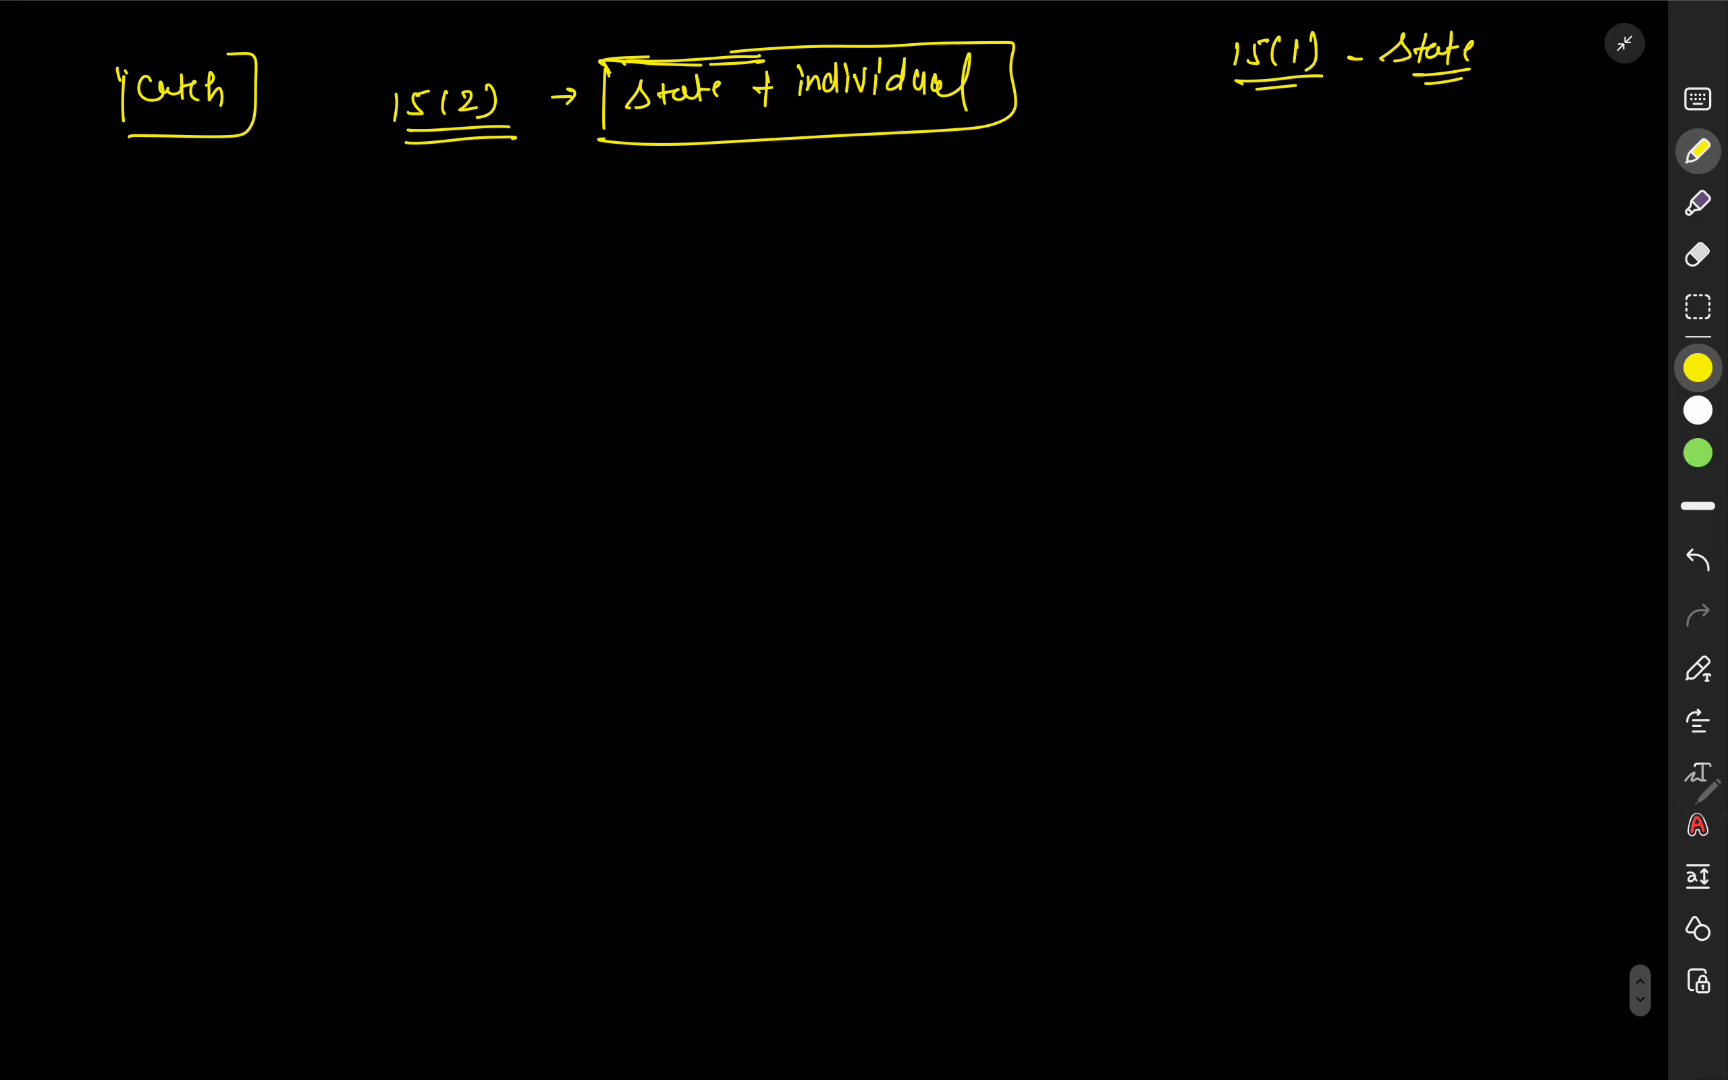 Catch
15(2) → state + individual
15(1) - state